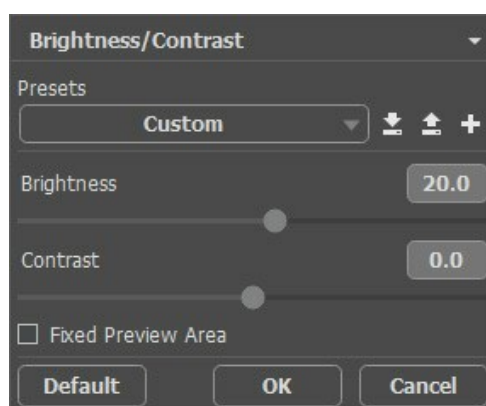 Brightness/Contrast
Presets
Custom
Brightness 20.0
Contrast 0.0
Fixed Preview Area
Default OK Cancel